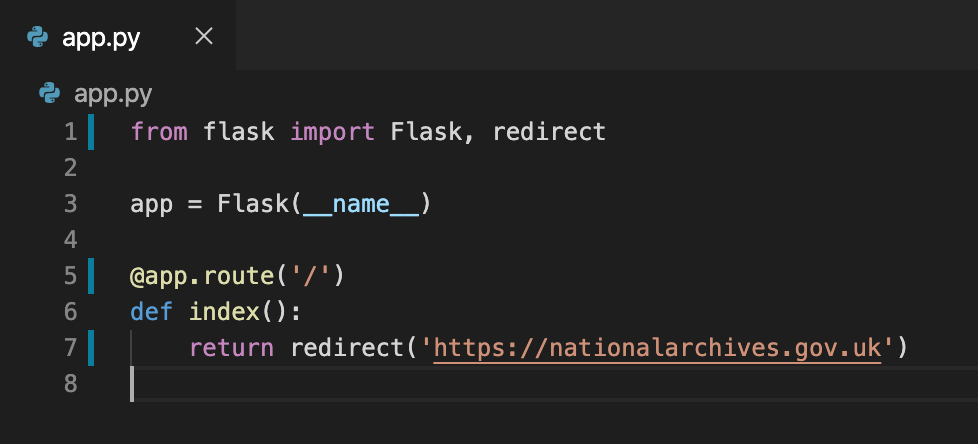 app.py ×
app.py
1 from flask import Flask, redirect
2
3 app = Flask(__name__)
4
5 @app.route('/')
6 def index():
7     return redirect('https://nationalarchives.gov.uk')
8